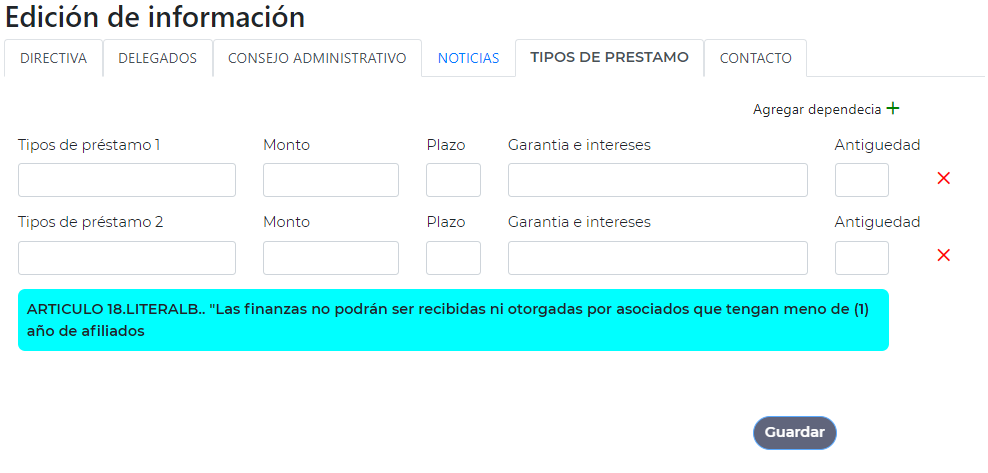 Edición de información
DIRECTIVA DELEGADOS CONSEJO ADMINISTRATIVO NOTICIAS TIPOS DE PRESTAMO CONTACTO
Agregar dependecia +
Tipos de préstamo 1 Monto Plazo Garantia e intereses Antiguedad
Tipos de préstamo 2 Monto Plazo Garantia e intereses Antiguedad
ARTICULO 18.LITERALB.. "Las finanzas no podrán ser recibidas ni otorgadas por asociados que tengan meno de (1)
año de afiliados
Guardar